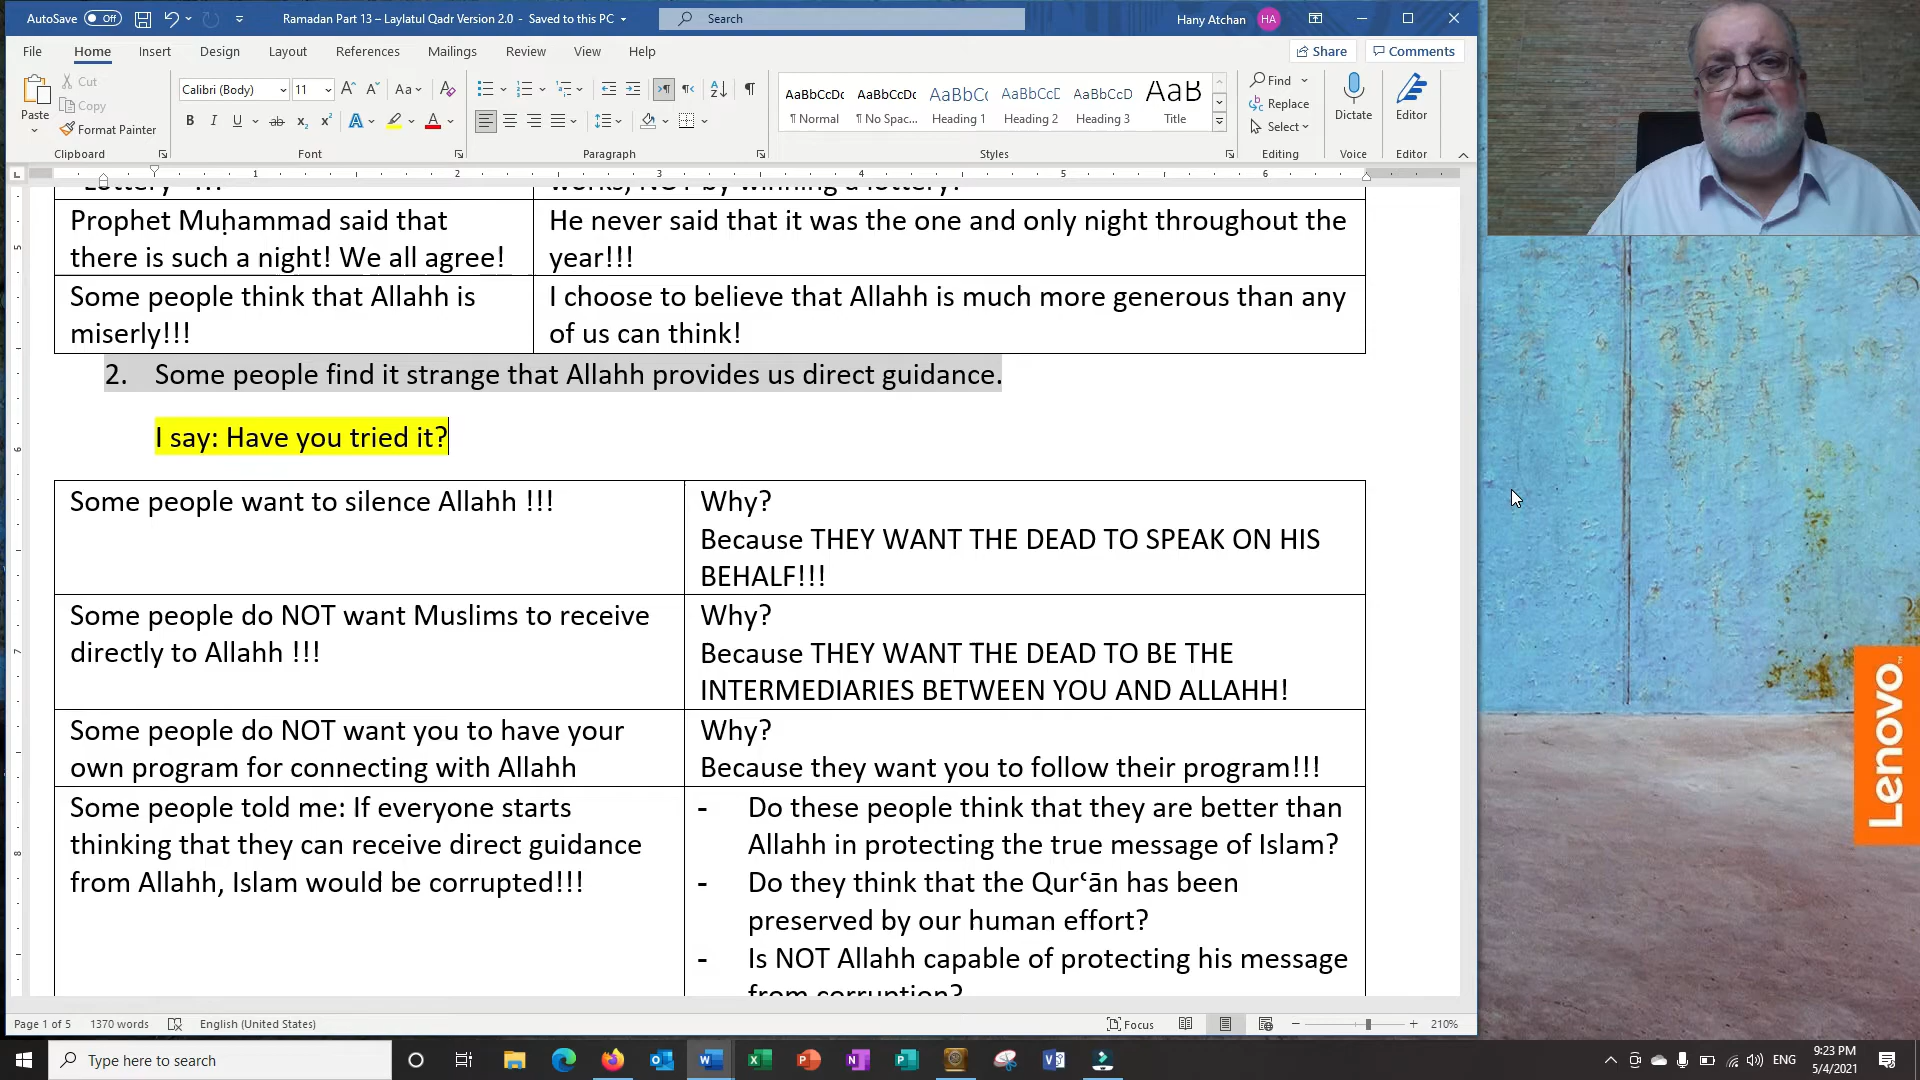 AutoSave Off
Ramadan Part 13 – Laylatul Qadr Version 2.0 - Saved to this PC
Search
Hany Atchan HA
File Home Insert Design Layout References Mailings Review View Help
Share Comments
Paste
Cut
Copy
Format Painter
Clipboard
Calibri (Body) 11
Font
Paragraph
AaBbCcDc AaBbCcDc AaBbC AaBbCcD AaBbCcD AaB
¶ Normal ¶ No Spac... Heading 1 Heading 2 Heading 3 Title
Styles
Find
Replace
Select
Editing
Dictate
Voice
Editor
Editor
1 2 3 4 5 6
Prophet Muḥammad said that
there is such a night! We all agree!
He never said that it was the one and only night throughout the
year!!!
Some people think that Allahh is
miserly!!!
I choose to believe that Allahh is much more generous than any
of us can think!
2. Some people find it strange that Allahh provides us direct guidance.
I say: Have you tried it?
Some people want to silence Allahh !!!
Why?
Because THEY WANT THE DEAD TO SPEAK ON HIS
BEHALF!!!
Some people do NOT want Muslims to receive
directly to Allahh !!!
Why?
Because THEY WANT THE DEAD TO BE THE
INTERMEDIARIES BETWEEN YOU AND ALLAHH!
Some people do NOT want you to have your
own program for connecting with Allahh
Why?
Because they want you to follow their program!!!
Some people told me: If everyone starts
thinking that they can receive direct guidance
from Allahh, Islam would be corrupted!!!
- Do these people think that they are better than
Allahh in protecting the true message of Islam?
- Do they think that the Qurʿān has been
preserved by our human effort?
- Is NOT Allahh capable of protecting his message
from corruption?
Page 1 of 5 1370 words English (United States)
Focus 210%
Type here to search
ENG
9:23 PM
5/4/2021
Lenovo